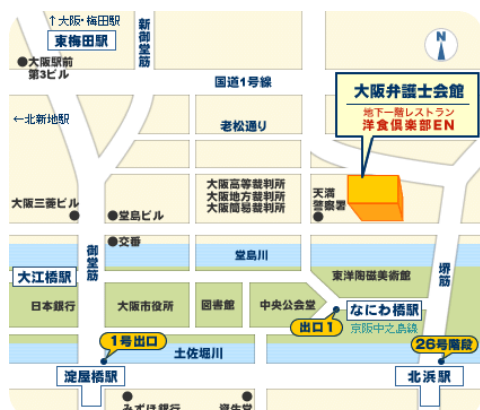 ↑大阪・梅田駅
東梅田駅
新御堂筋
N
●大阪駅前
第3ビル
国道1号線
大阪弁護士会館
地下一階レストラン
洋食倶楽部EN
←北新地駅
老松通り
大阪三菱ビル
●堂島ビル
大阪高等裁判所
大阪地方裁判所
大阪簡易裁判所
天満
警察署
●交番
御堂筋
堂島川
堺筋
大江橋駅
東洋陶磁美術館
日本銀行
大阪市役所
図書館
中央公会堂
なにわ橋駅
出口1
京阪中之島線
1号出口
土佐堀川
26号階段
淀屋橋駅
北浜駅
みずほ銀行
資生堂